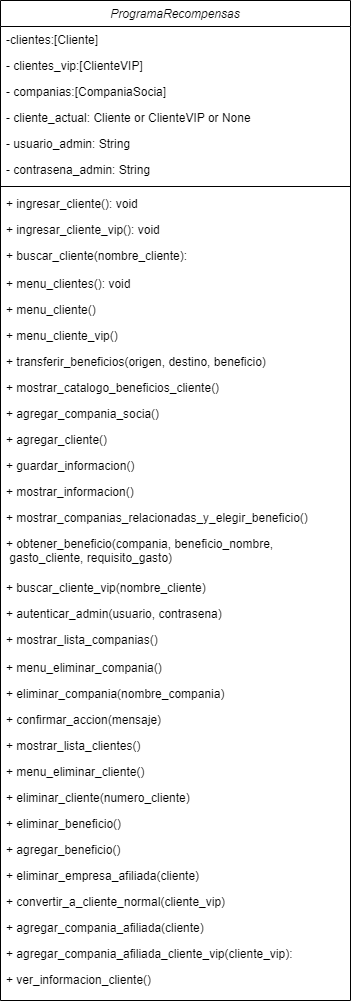 ProgramaRecompensas
-clientes:[Cliente]
- clientes_vip:[ClienteVIP]
- companias:[CompaniaSocia]
- cliente_actual: Cliente or ClienteVIP or None
- usuario_admin: String
- contrasena_admin: String
+ ingresar_cliente(): void
+ ingresar_cliente_vip(): void
+ buscar_cliente(nombre_cliente):
+ menu_clientes(): void
+ menu_cliente()
+ menu_cliente_vip()
+ transferir_beneficios(origen, destino, beneficio)
+ mostrar_catalogo_beneficios_cliente()
+ agregar_compania_socia()
+ agregar_cliente()
+ guardar_informacion()
+ mostrar_informacion()
+ mostrar_companias_relacionadas_y_elegir_beneficio()
+ obtener_beneficio(compania, beneficio_nombre,
gasto_cliente, requisito_gasto)
+ buscar_cliente_vip(nombre_cliente)
+ autenticar_admin(usuario, contrasena)
+ mostrar_lista_companias()
+ menu_eliminar_compania()
+ eliminar_compania(nombre_compania)
+ confirmar_accion(mensaje)
+ mostrar_lista_clientes()
+ menu_eliminar_cliente()
+ eliminar_cliente(numero_cliente)
+ eliminar_beneficio()
+ agregar_beneficio()
+ eliminar_empresa_afiliada(cliente)
+ convertir_a_cliente_normal(cliente_vip)
+ agregar_compania_afiliada(cliente)
+ agregar_compania_afiliada_cliente_vip(cliente_vip):
+ ver_informacion_cliente()